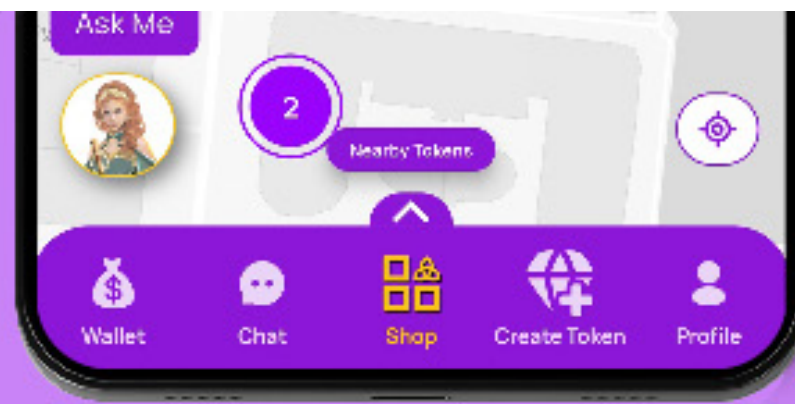 Ask Me
2
Nearby Tokens
$
Wallet
Chat
Shop
Create Token
Profile